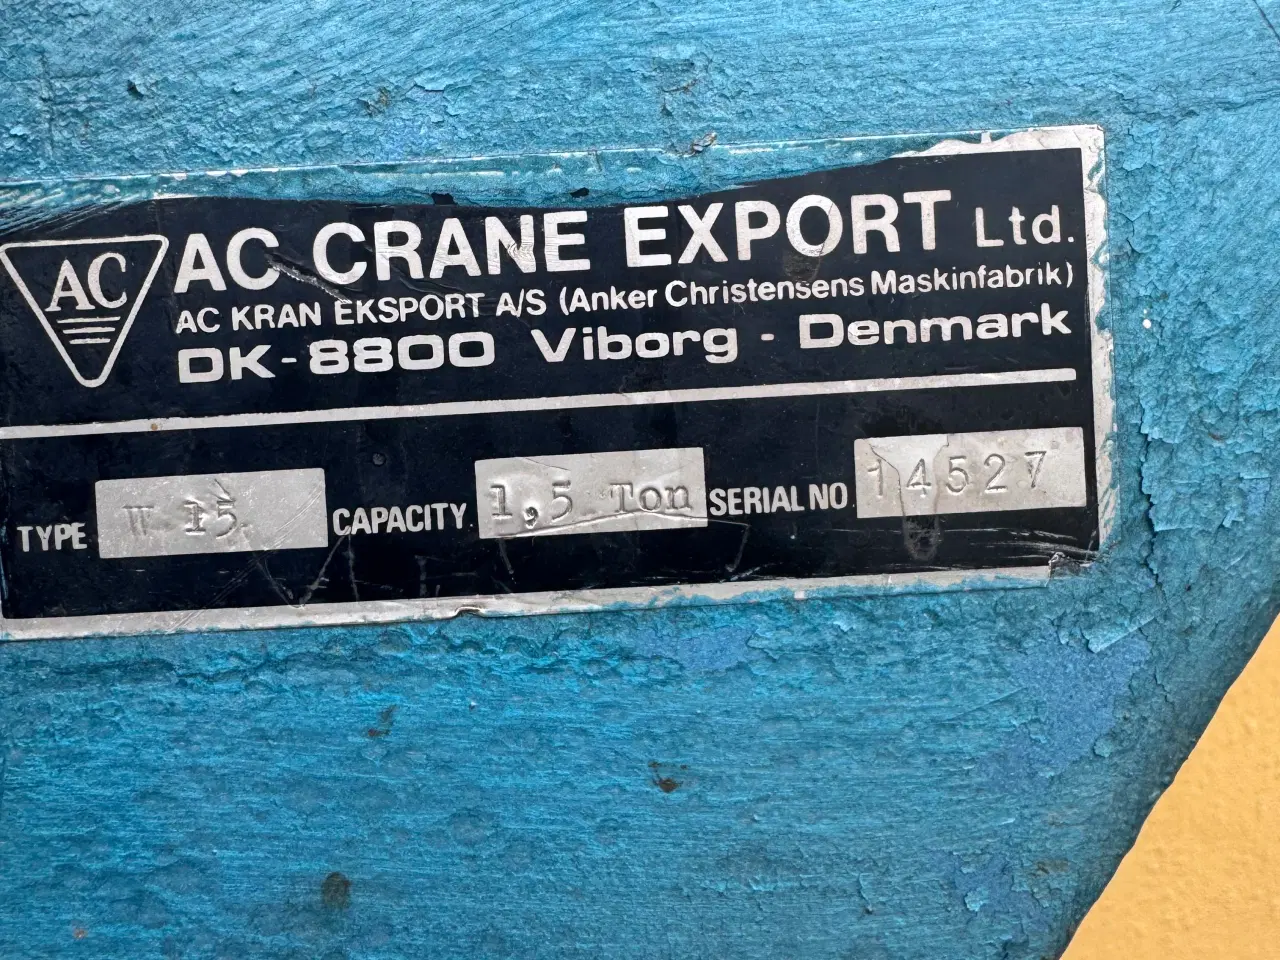 AC
AC CRANE EXPORT Ltd.
AC KRAN EKSPORT A/S (Anker Christensens Maskinfabrik)
DK-8800 Viborg - Denmark
TYPE W 15 CAPACITY 1,5 Ton SERIAL NO 14527